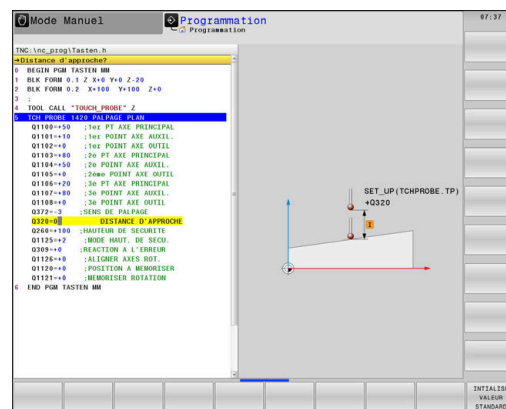 Mode Manuel
Programmation
Programmation
07:37
TNC:\nc_prog\Tasten.h
→Distance d'approche?
0 BEGIN PGM TASTEN MM
1 BLK FORM 0.1 Z X+0 Y+0 Z-20
2 BLK FORM 0.2 X+100 Y+100 Z+0
3 ;
4 TOOL CALL "TOUCH_PROBE" Z
5 TCH PROBE 1420 PALPAGE PLAN
Q1100=+50 ;1er PT AXE PRINCIPAL
Q1101=+10 ;1er POINT AXE AUXIL.
Q1102=+0 ;1er POINT AXE OUTIL
Q1103=+80 ;2è PT AXE PRINCIPAL
Q1104=+50 ;2è POINT AXE AUXIL.
Q1105=+0 ;2ème POINT AXE OUTIL
Q1106=+20 ;3è PT AXE PRINCIPAL
Q1107=+80 ;3è POINT AXE AUXIL.
Q1108=+0 ;3è POINT AXE OUTIL
Q372=-3 ;SENS DE PALPAGE
Q320=0 DISTANCE D'APPROCHE
Q260=+100 ;HAUTEUR DE SECURITE
Q1125=+2 ;MODE HAUT. DE SECU.
Q309=+0 ;REACTION A L'ERREUR
Q1126=+0 ;ALIGNER AXES ROT.
Q1120=+0 ;POSITION A MEMORISER
Q1121=+0 ;MEMORISER ROTATION
6 END PGM TASTEN MM
SET_UP(TCHPROBE.TP)
+Q320
I
INTIALISE
VALEUR
STANDARD